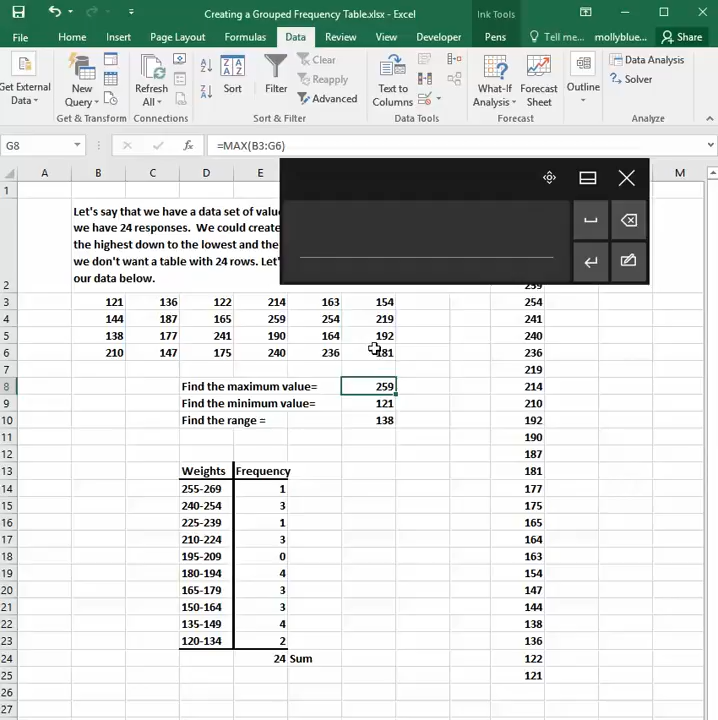 Creating a Grouped Frequency Table.xlsx - Excel
Ink Tools
File Home Insert Page Layout Formulas Data Review View Developer Pens Tell me... mollyblue... Share
Get External Data
New Query
Refresh All
Sort
Filter
Clear
Reapply
Advanced
Text to Columns
What-If Analysis
Forecast Sheet
Outline
Data Analysis
Solver
Get & Transform Connections Sort & Filter Data Tools Forecast Analyze
G8 fx =MAX(B3:G6)
A B C D E M
1
Let's say that we have a data set of value
we have 24 responses. We could create
the highest down to the lowest and the
we don't want a table with 24 rows. Let'
our data below.
2 259
3 121 136 122 214 163 154 254
4 144 187 165 259 254 219 241
5 138 177 241 190 164 192 240
6 210 147 175 240 236 181 236
7 219
8 Find the maximum value= 259 214
9 Find the minimum value= 121 210
10 Find the range = 138 192
11 190
12 187
13 Weights Frequency 181
14 255-269 1 177
15 240-254 3 175
16 225-239 1 165
17 210-224 3 164
18 195-209 0 163
19 180-194 4 154
20 165-179 3 147
21 150-164 3 144
22 135-149 4 138
23 120-134 2 136
24 24 Sum 122
25 121
26
27